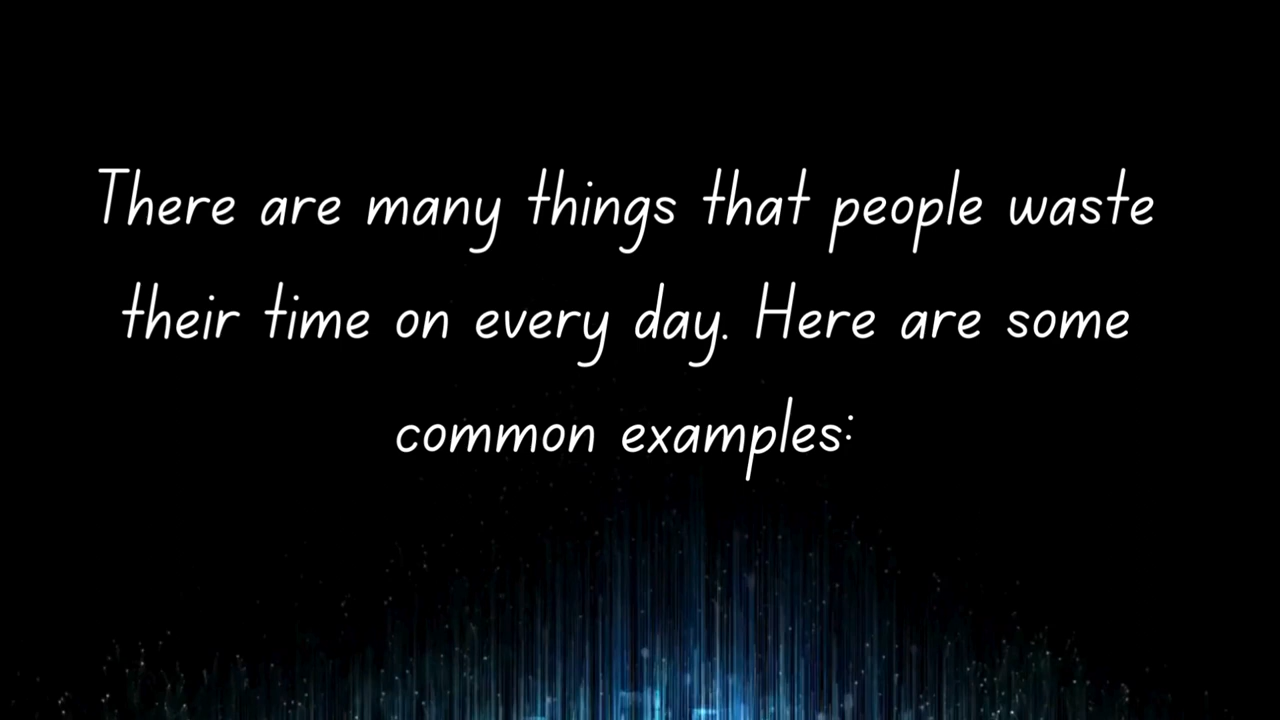 There are many things that people waste
their time on every day. Here are some
common examples: